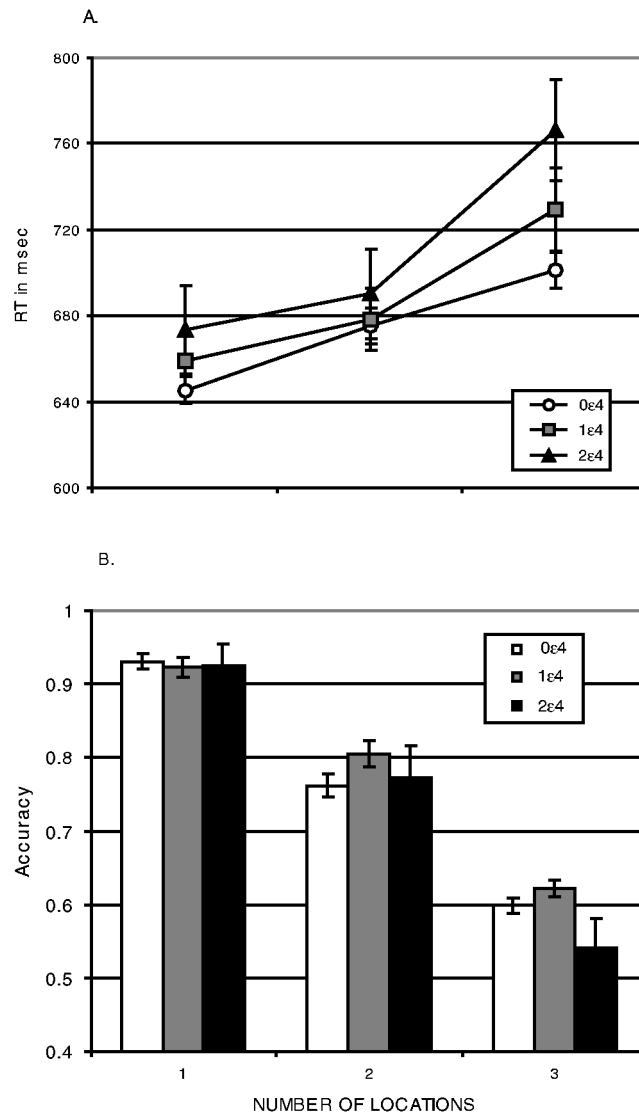 A.
800
760
720
680
640
600
RT in msec
0ε4
1ε4
2ε4
B.
1
0.9
0.8
0.7
0.6
0.5
0.4
Accuracy
0ε4
1ε4
2ε4
1 2 3
NUMBER OF LOCATIONS